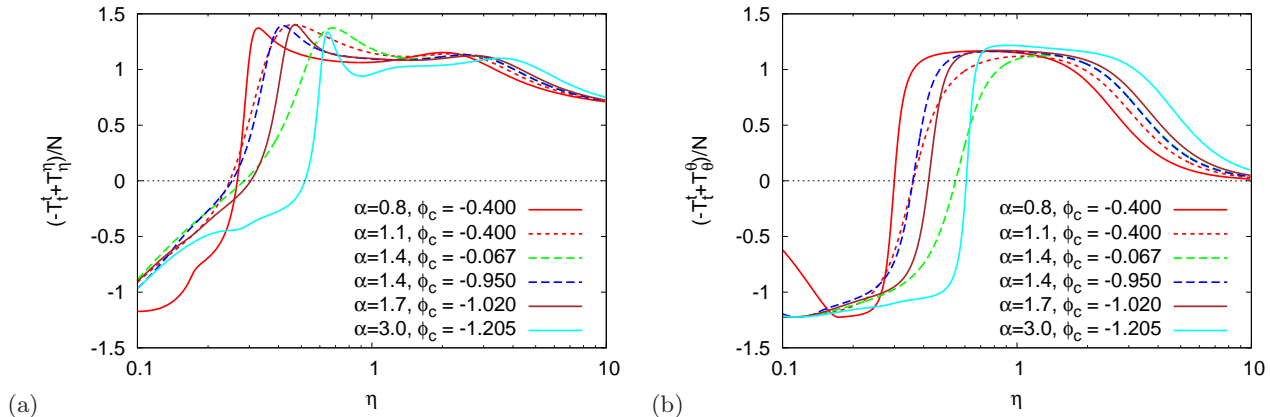 (-T_t^t+T_η^η)/N
1.5
1
0.5
0
-0.5
-1
-1.5
α=0.8, ϕ_c = -0.400
α=1.1, ϕ_c = -0.400
α=1.4, ϕ_c = -0.067
α=1.4, ϕ_c = -0.950
α=1.7, ϕ_c = -1.020
α=3.0, ϕ_c = -1.205
0.1 1 10
η
(a)
(-T_t^t+T_θ^θ)/N
1.5
1
0.5
0
-0.5
-1
-1.5
α=0.8, ϕ_c = -0.400
α=1.1, ϕ_c = -0.400
α=1.4, ϕ_c = -0.067
α=1.4, ϕ_c = -0.950
α=1.7, ϕ_c = -1.020
α=3.0, ϕ_c = -1.205
0.1 1 10
η
(b)